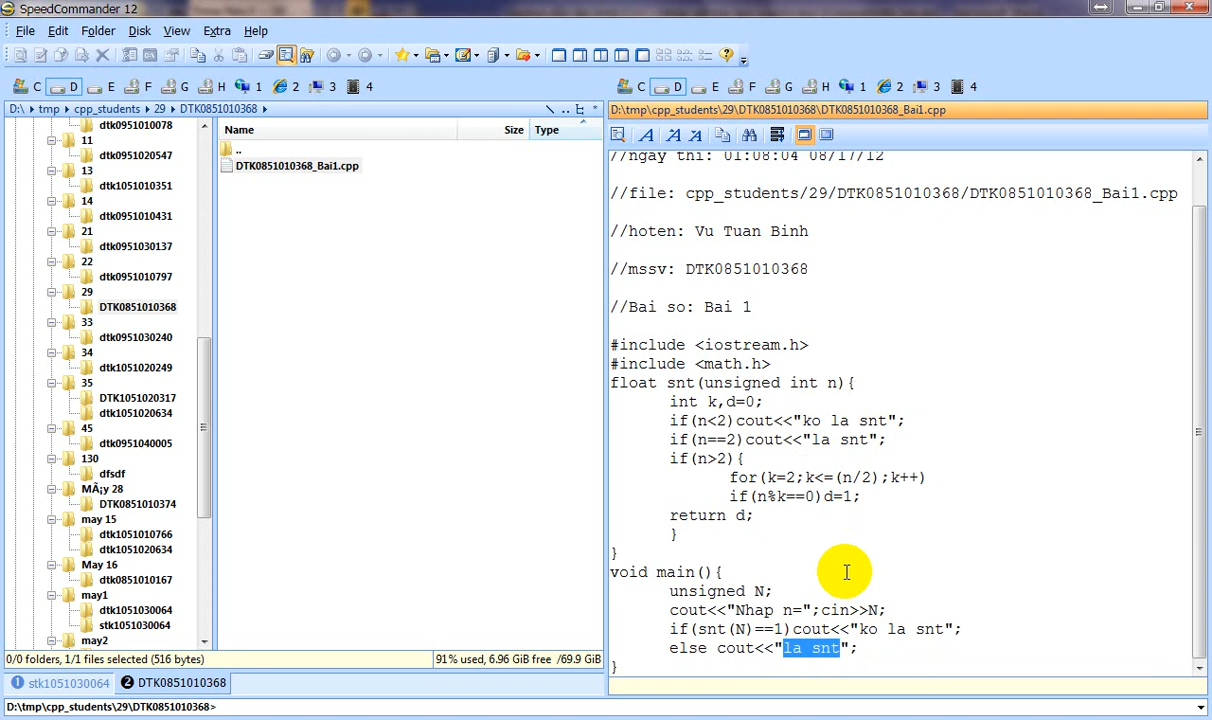 SpeedCommander 12
File Edit Folder Disk View Extra Help
C D E F G H 1 2 3 4
C D E F G H 1 2 3 4
D:\ tmp cpp_students 29 DTK0851010368
D:\tmp\cpp_students\29\DTK0851010368\DTK0851010368_Bai1.cpp
dtk0951010078
11
dtk0951020547
13
dtk1051010351
14
dtk0951010431
21
dtk0951030137
22
dtk0951010797
29
DTK0851010368
33
dtk0951030240
34
dtk1051020249
35
DTK1051020317
dtk1051020634
45
dtk0951040005
130
dfsdf
MÃ¡y 28
DTK0851010374
may 15
dtk1051010766
dtk1051020634
May 16
dtk0851010167
may1
dtk1051030064
stk1051030064
may2
Name Size Type
..
DTK0851010368_Bai1.cpp
//ngay thi: 01:08:04 08/17/12
//file: cpp_students/29/DTK0851010368/DTK0851010368_Bai1.cpp
//hoten: Vu Tuan Binh
//mssv: DTK0851010368
//Bai so: Bai 1
#include <iostream.h>
#include <math.h>
float snt(unsigned int n){
int k,d=0;
if(n<2)cout<<"ko la snt";
if(n==2)cout<<"la snt";
if(n>2){
for(k=2;k<=(n/2);k++)
if(n%k==0)d=1;
return d;
}
}
void main(){
unsigned N;
cout<<"Nhap n=";cin>>N;
if(snt(N)==1)cout<<"ko la snt";
else cout<<"la snt";
}
0/0 folders, 1/1 files selected (516 bytes)
91% used, 6.96 GiB free /69.9 GiB
1 stk1051030064 2 DTK0851010368
D:\tmp\cpp_students\29\DTK0851010368>